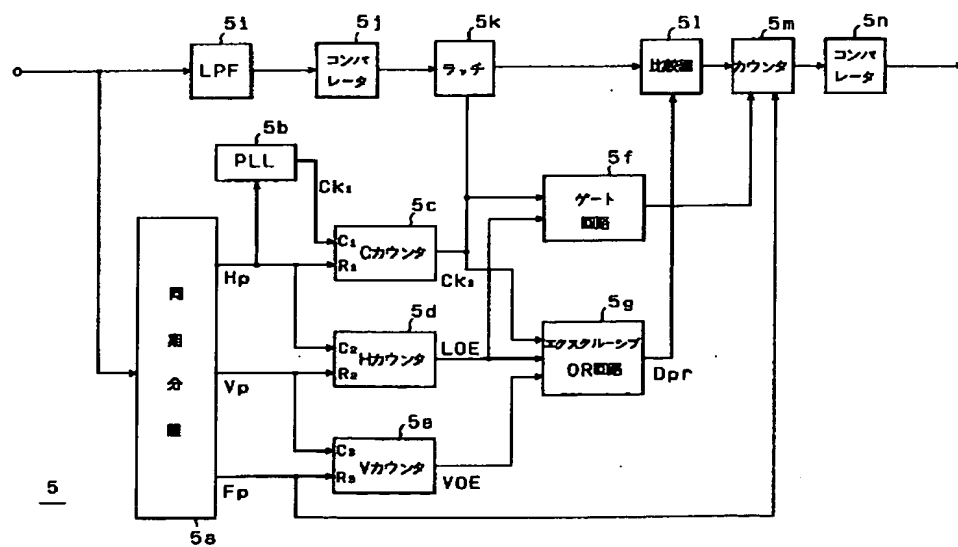 5i
5j
5k
5l
5m
5n
LPF
コンパ
レータ
ラッチ
比較器
カウンタ
コンパ
レータ
5b
PLL
Ck₁
5f
ゲート
回路
5c
C₁
R₁
Cカウンタ
Ck₂
Hp
同
期
分
離
5d
C₂
R₂
Hカウンタ
LOE
5g
エクスクルーシブ
OR回路
Dpr
Vp
5e
C₃
R₃
Vカウンタ
VOE
Fp
5
5a